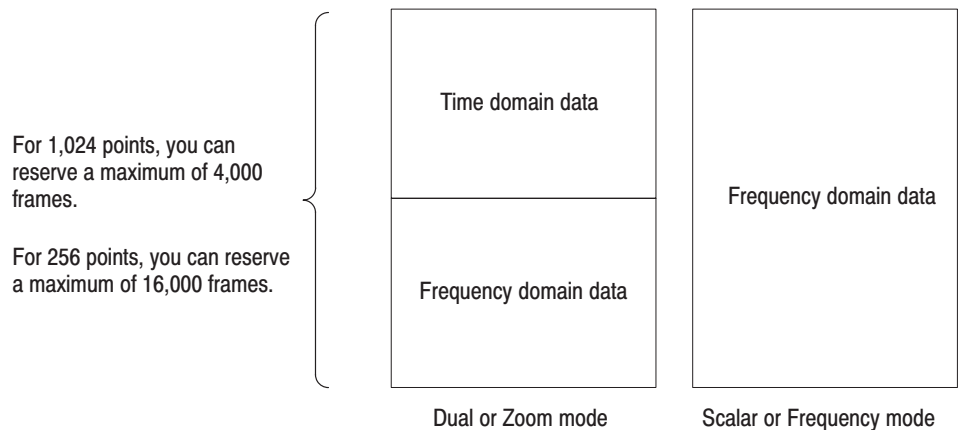 For 1,024 points, you can
reserve a maximum of 4,000
frames.
For 256 points, you can reserve
a maximum of 16,000 frames.
Time domain data
Frequency domain data
Frequency domain data
Dual or Zoom mode
Scalar or Frequency mode